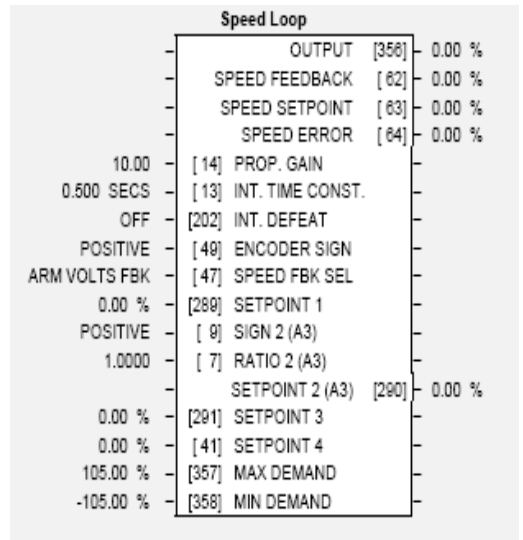 Speed Loop
OUTPUT [356] 0.00 %
SPEED FEEDBACK [ 62] 0.00 %
SPEED SETPOINT [ 63] 0.00 %
SPEED ERROR [ 64] 0.00 %
10.00 [ 14] PROP. GAIN
0.500 SECS [ 13] INT. TIME CONST.
OFF [202] INT. DEFEAT
POSITIVE [ 49] ENCODER SIGN
ARM VOLTS FBK [ 47] SPEED FBK SEL
0.00 % [289] SETPOINT 1
POSITIVE [ 9] SIGN 2 (A3)
1.0000 [ 7] RATIO 2 (A3)
SETPOINT 2 (A3) [290] 0.00 %
0.00 % [291] SETPOINT 3
0.00 % [ 41] SETPOINT 4
105.00 % [357] MAX DEMAND
-105.00 % [358] MIN DEMAND